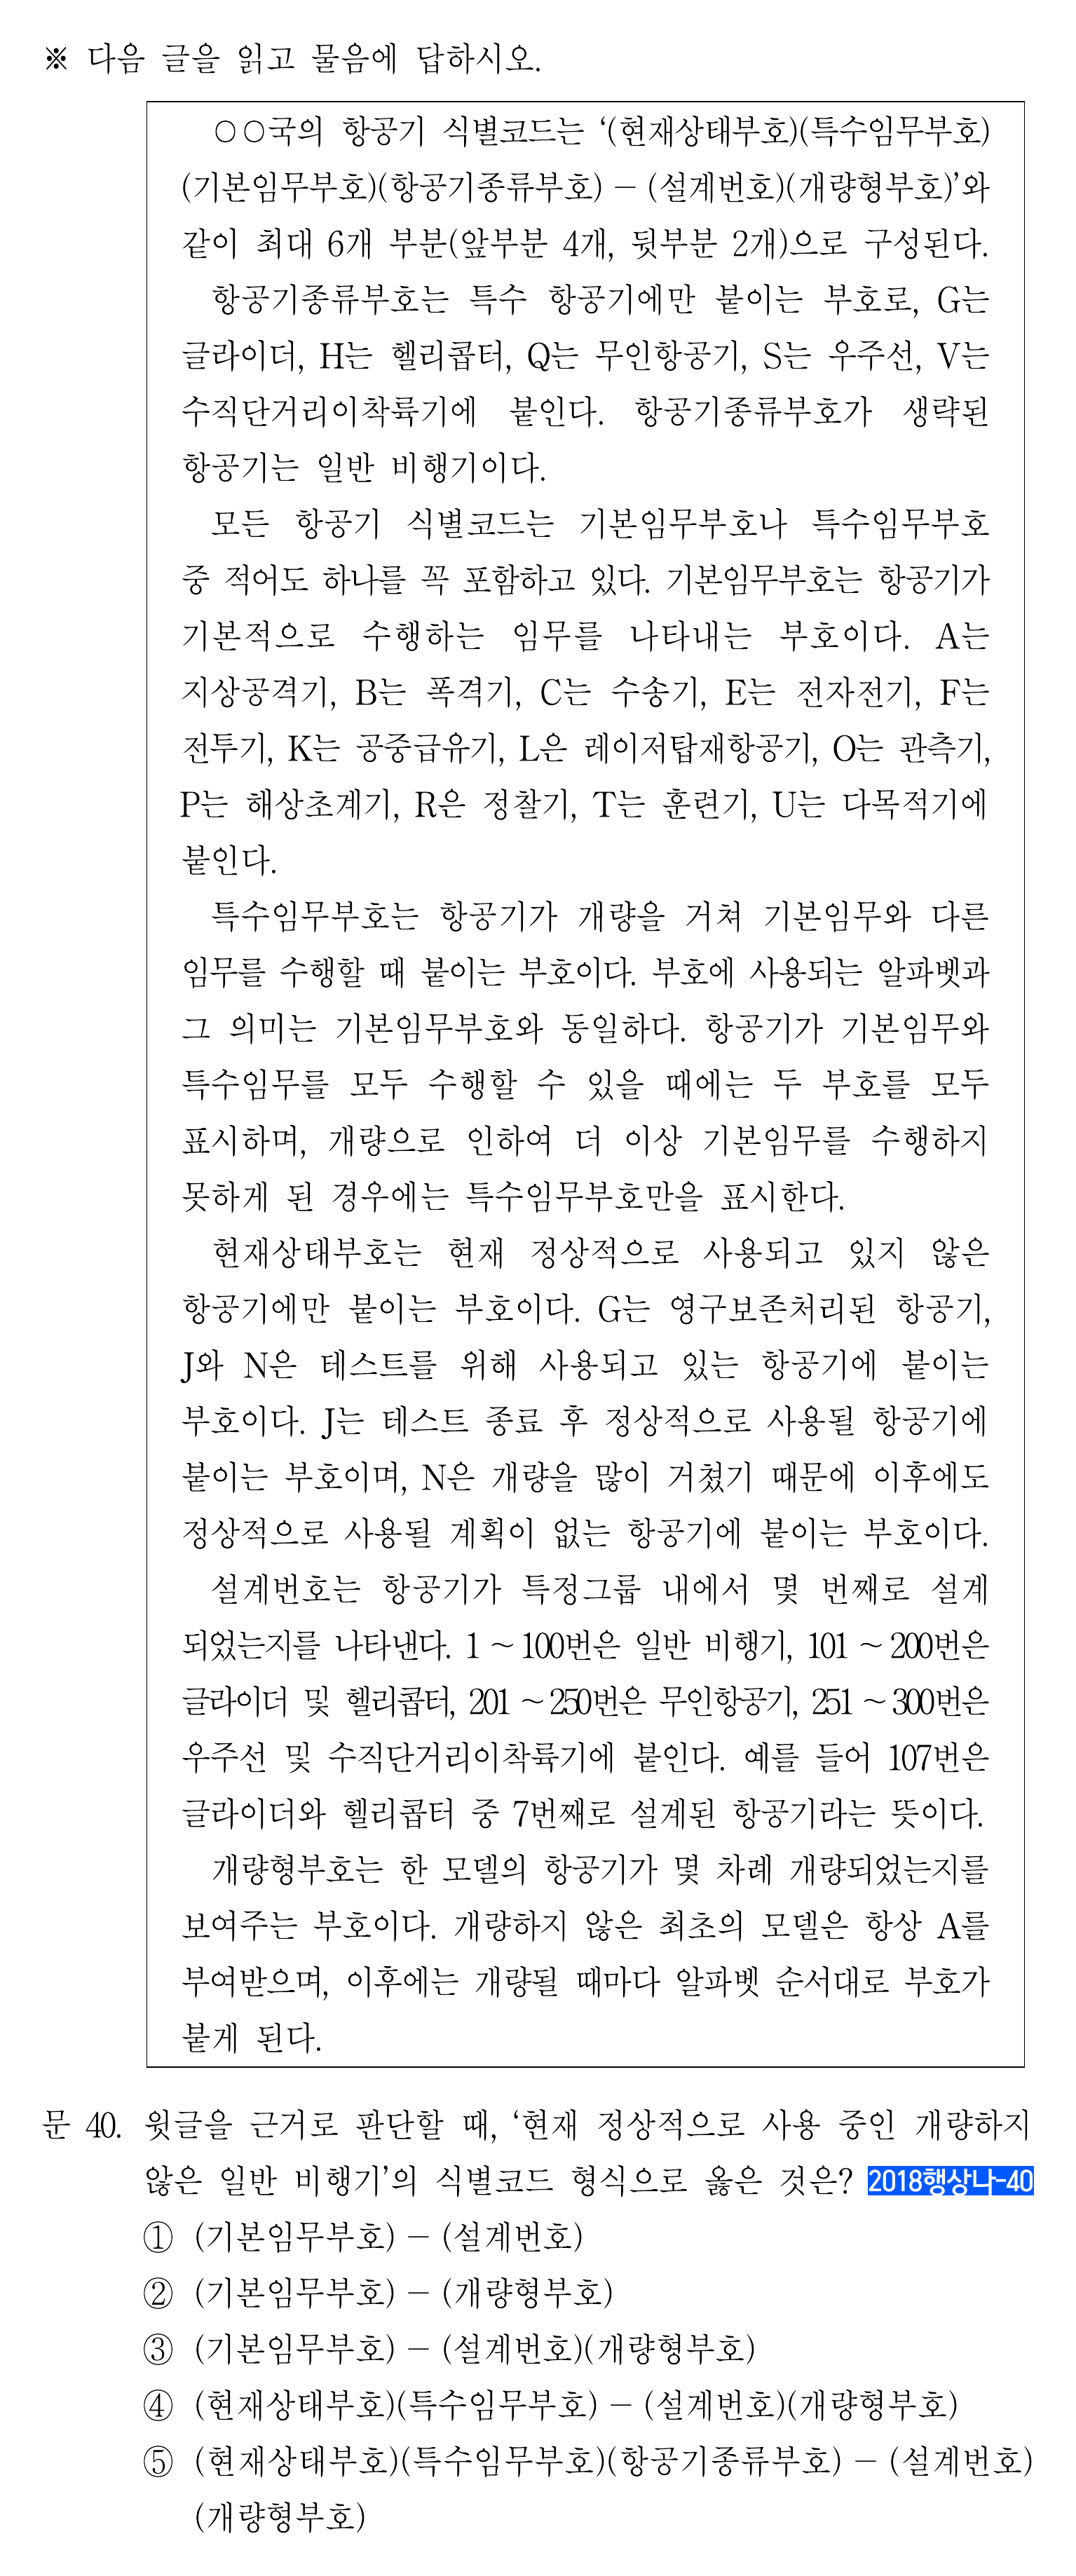 ※ 다음 글을 읽고 물음에 답하시오.
○○국의 항공기 식별코드는 ‘(현재상태부호)(특수임무부호)
(기본임무부호)(항공기종류부호) － (설계번호)(개량형부호)’와
같이 최대 6개 부분(앞부분 4개, 뒷부분 2개)으로 구성된다.
항공기종류부호는 특수 항공기에만 붙이는 부호로, G는
글라이더, H는 헬리콥터, Q는 무인항공기, S는 우주선, V는
수직단거리이착륙기에 붙인다. 항공기종류부호가 생략된
항공기는 일반 비행기이다.
모든 항공기 식별코드는 기본임무부호나 특수임무부호
중 적어도 하나를 꼭 포함하고 있다. 기본임무부호는 항공기가
기본적으로 수행하는 임무를 나타내는 부호이다. A는
지상공격기, B는 폭격기, C는 수송기, E는 전자전기, F는
전투기, K는 공중급유기, L은 레이저탑재항공기, O는 관측기,
P는 해상초계기, R은 정찰기, T는 훈련기, U는 다목적기에
붙인다.
특수임무부호는 항공기가 개량을 거쳐 기본임무와 다른
임무를 수행할 때 붙이는 부호이다. 부호에 사용되는 알파벳과
그 의미는 기본임무부호와 동일하다. 항공기가 기본임무와
특수임무를 모두 수행할 수 있을 때에는 두 부호를 모두
표시하며, 개량으로 인하여 더 이상 기본임무를 수행하지
못하게 된 경우에는 특수임무부호만을 표시한다.
현재상태부호는 현재 정상적으로 사용되고 있지 않은
항공기에만 붙이는 부호이다. G는 영구보존처리된 항공기,
J와 N은 테스트를 위해 사용되고 있는 항공기에 붙이는
부호이다. J는 테스트 종료 후 정상적으로 사용될 항공기에
붙이는 부호이며, N은 개량을 많이 거쳤기 때문에 이후에도
정상적으로 사용될 계획이 없는 항공기에 붙이는 부호이다.
설계번호는 항공기가 특정그룹 내에서 몇 번째로 설계
되었는지를 나타낸다. 1 ~ 100번은 일반 비행기, 101 ~ 200번은
글라이더 및 헬리콥터, 201 ~ 250번은 무인항공기, 251 ~ 300번은
우주선 및 수직단거리이착륙기에 붙인다. 예를 들어 107번은
글라이더와 헬리콥터 중 7번째로 설계된 항공기라는 뜻이다.
개량형부호는 한 모델의 항공기가 몇 차례 개량되었는지를
보여주는 부호이다. 개량하지 않은 최초의 모델은 항상 A를
부여받으며, 이후에는 개량될 때마다 알파벳 순서대로 부호가
붙게 된다.
문 40. 윗글을 근거로 판단할 때, ‘현재 정상적으로 사용 중인 개량하지
않은 일반 비행기’의 식별코드 형식으로 옳은 것은? 2018행상나-40
① (기본임무부호) － (설계번호)
② (기본임무부호) － (개량형부호)
③ (기본임무부호) － (설계번호)(개량형부호)
④ (현재상태부호)(특수임무부호) － (설계번호)(개량형부호)
⑤ (현재상태부호)(특수임무부호)(항공기종류부호) － (설계번호)
(개량형부호)